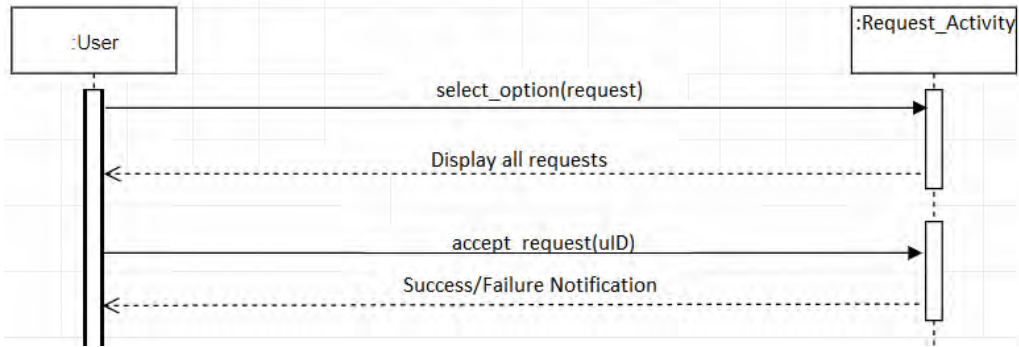 :User
:Request_Activity
select_option(request)
Display all requests
accept_request(uID)
Success/Failure Notification